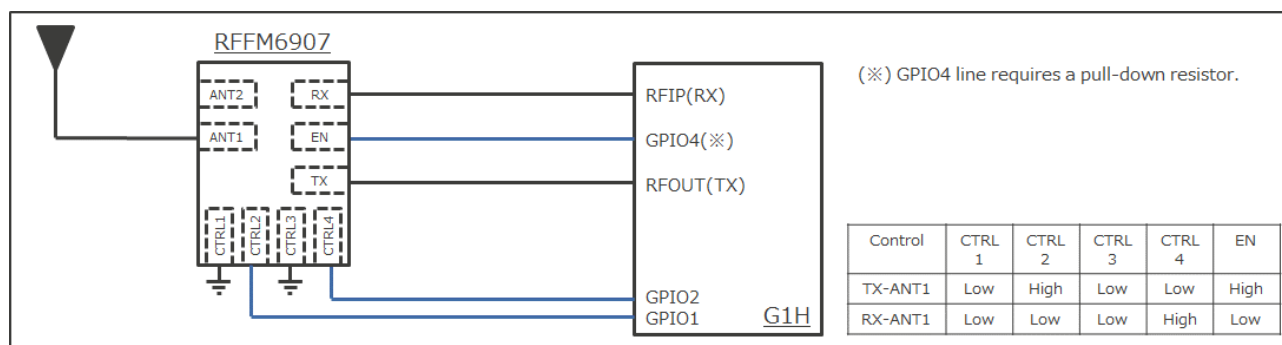 RFFM6907
(※) GPIO4 line requires a pull-down resistor.
ANT2
RX
RFIP(RX)
ANT1
EN
GPIO4(※)
TX
RFOUT(TX)
CTRL1
CTRL2
CTRL3
CTRL4
GPIO2
GPIO1
G1H
Control CTRL 1 CTRL 2 CTRL 3 CTRL 4 EN
TX-ANT1 Low High Low Low High
RX-ANT1 Low Low Low High Low